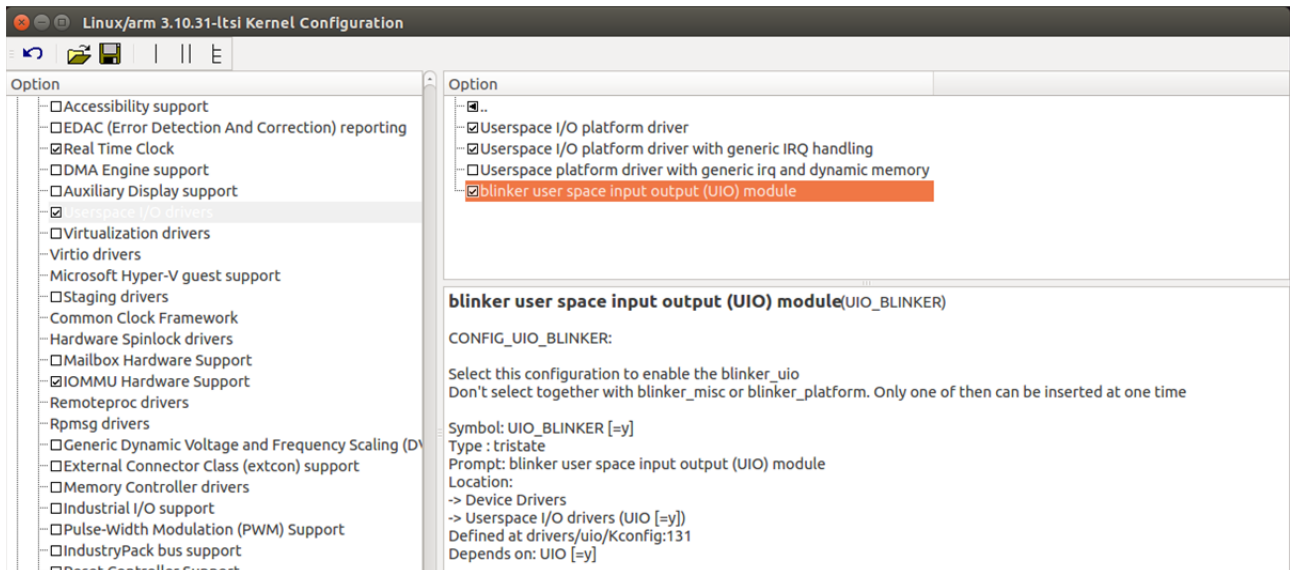 Linux/arm 3.10.31-ltsi Kernel Configuration
Option
Accessibility support
EDAC (Error Detection And Correction) reporting
Real Time Clock
DMA Engine support
Auxiliary Display support
Userspace I/O drivers
Virtualization drivers
Virtio drivers
Microsoft Hyper-V guest support
Staging drivers
Common Clock Framework
Hardware Spinlock drivers
Mailbox Hardware Support
IOMMU Hardware Support
Remoteproc drivers
Rpmsg drivers
Generic Dynamic Voltage and Frequency Scaling (DV
External Connector Class (extcon) support
Memory Controller drivers
Industrial I/O support
Pulse-Width Modulation (PWM) Support
IndustryPack bus support
Reset Controller Support
Option
..
Userspace I/O platform driver
Userspace I/O platform driver with generic IRQ handling
Userspace platform driver with generic irq and dynamic memory
blinker user space input output (UIO) module
blinker user space input output (UIO) module(UIO_BLINKER)
CONFIG_UIO_BLINKER:
Select this configuration to enable the blinker_uio
Don't select together with blinker_misc or blinker_platform. Only one of then can be inserted at one time
Symbol: UIO_BLINKER [=y]
Type : tristate
Prompt: blinker user space input output (UIO) module
Location:
-> Device Drivers
-> Userspace I/O drivers (UIO [=y])
Defined at drivers/uio/Kconfig:131
Depends on: UIO [=y]